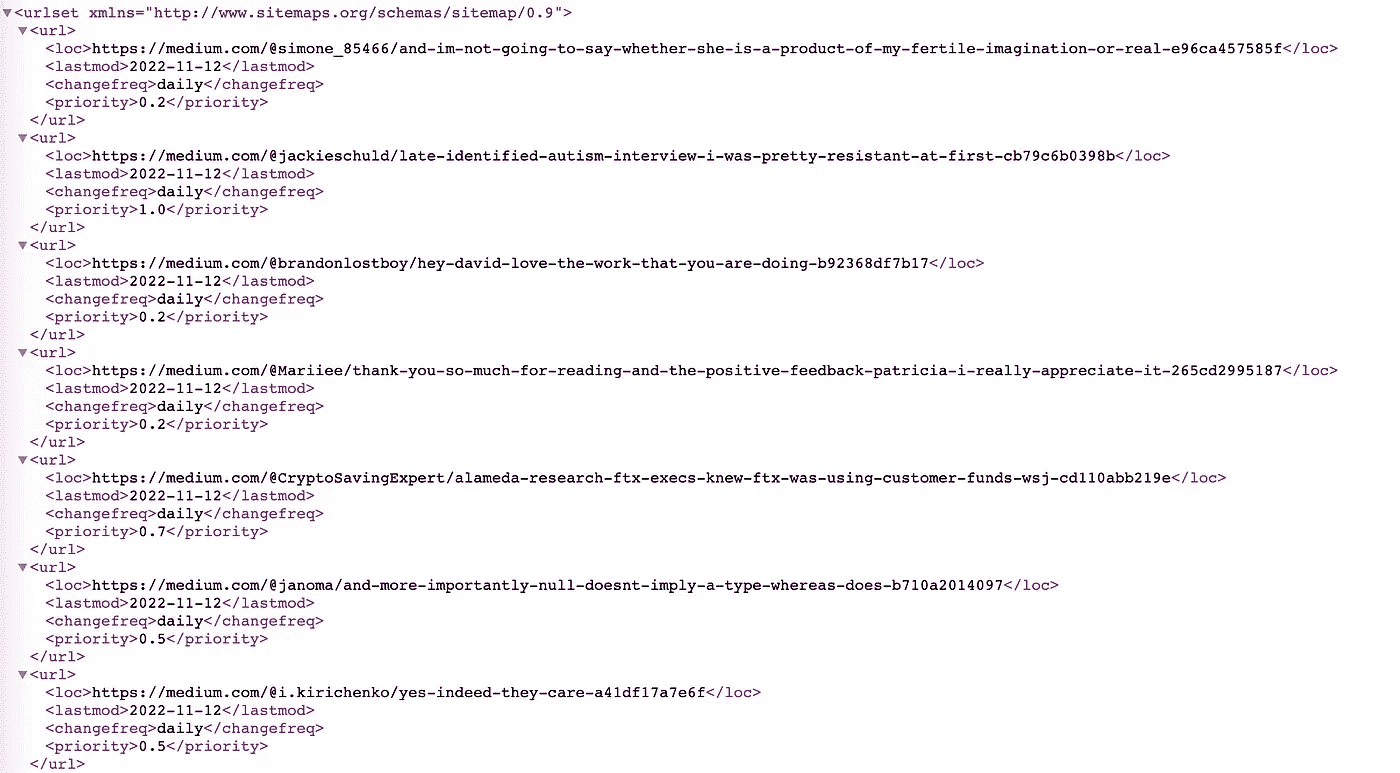 ▼<urlset xmlns="http://www.sitemaps.org/schemas/sitemap/0.9">
▼<url>
<loc>https://medium.com/@simone_85466/and-im-not-going-to-say-whether-she-is-a-product-of-my-fertile-imagination-or-real-e96ca457585f</loc>
<lastmod>2022-11-12</lastmod>
<changefreq>daily</changefreq>
<priority>0.2</priority>
</url>
▼<url>
<loc>https://medium.com/@jackieschuld/late-identified-autism-interview-i-was-pretty-resistant-at-first-cb79c6b0398b</loc>
<lastmod>2022-11-12</lastmod>
<changefreq>daily</changefreq>
<priority>1.0</priority>
</url>
▼<url>
<loc>https://medium.com/@brandonlostboy/hey-david-love-the-work-that-you-are-doing-b92368df7b17</loc>
<lastmod>2022-11-12</lastmod>
<changefreq>daily</changefreq>
<priority>0.2</priority>
</url>
▼<url>
<loc>https://medium.com/@Mariiee/thank-you-so-much-for-reading-and-the-positive-feedback-patricia-i-really-appreciate-it-265cd2995187</loc>
<lastmod>2022-11-12</lastmod>
<changefreq>daily</changefreq>
<priority>0.2</priority>
</url>
▼<url>
<loc>https://medium.com/@CryptoSavingExpert/alameda-research-ftx-execs-knew-ftx-was-using-customer-funds-wsj-cd110abb219e</loc>
<lastmod>2022-11-12</lastmod>
<changefreq>daily</changefreq>
<priority>0.7</priority>
</url>
▼<url>
<loc>https://medium.com/@janoma/and-more-importantly-null-doesnt-imply-a-type-whereas-does-b710a2014097</loc>
<lastmod>2022-11-12</lastmod>
<changefreq>daily</changefreq>
<priority>0.5</priority>
</url>
▼<url>
<loc>https://medium.com/@i.kirichenko/yes-indeed-they-care-a41df17a7e6f</loc>
<lastmod>2022-11-12</lastmod>
<changefreq>daily</changefreq>
<priority>0.5</priority>
</url>